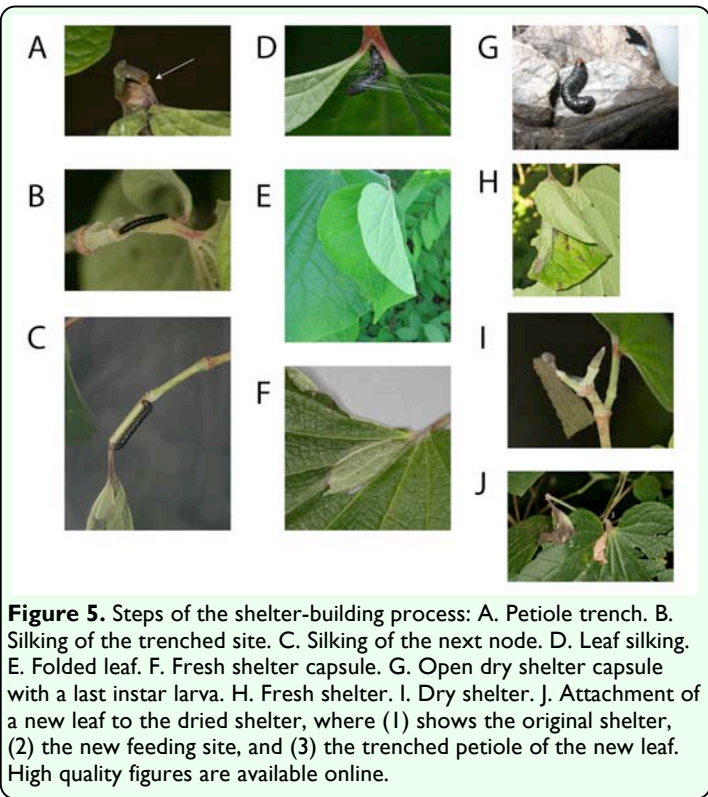 A
D
G
B
E
H
C
I
F
J
Figure 5. Steps of the shelter-building process: A. Petiole trench. B.
Silking of the trenched site. C. Silking of the next node. D. Leaf silking.
E. Folded leaf. F. Fresh shelter capsule. G. Open dry shelter capsule
with a last instar larva. H. Fresh shelter. I. Dry shelter. J. Attachment of
a new leaf to the dried shelter, where (1) shows the original shelter,
(2) the new feeding site, and (3) the trenched petiole of the new leaf.
High quality figures are available online.